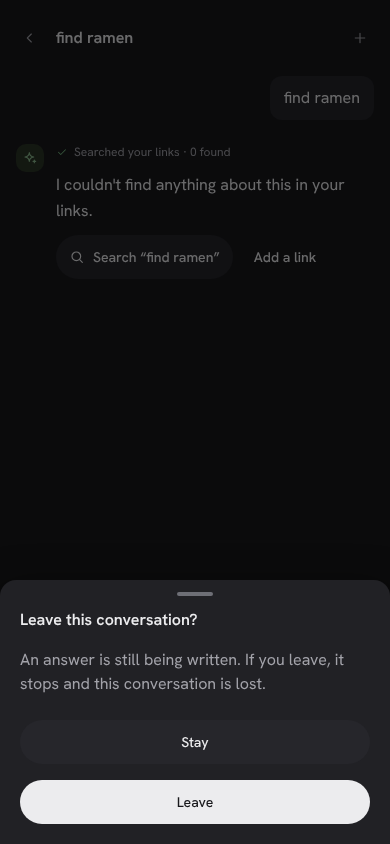 find ramen
find ramen
Searched your links · 0 found
I couldn't find anything about this in your
links.
Search “find ramen”
Add a link
Leave this conversation?
An answer is still being written. If you leave, it
stops and this conversation is lost.
Stay
Leave